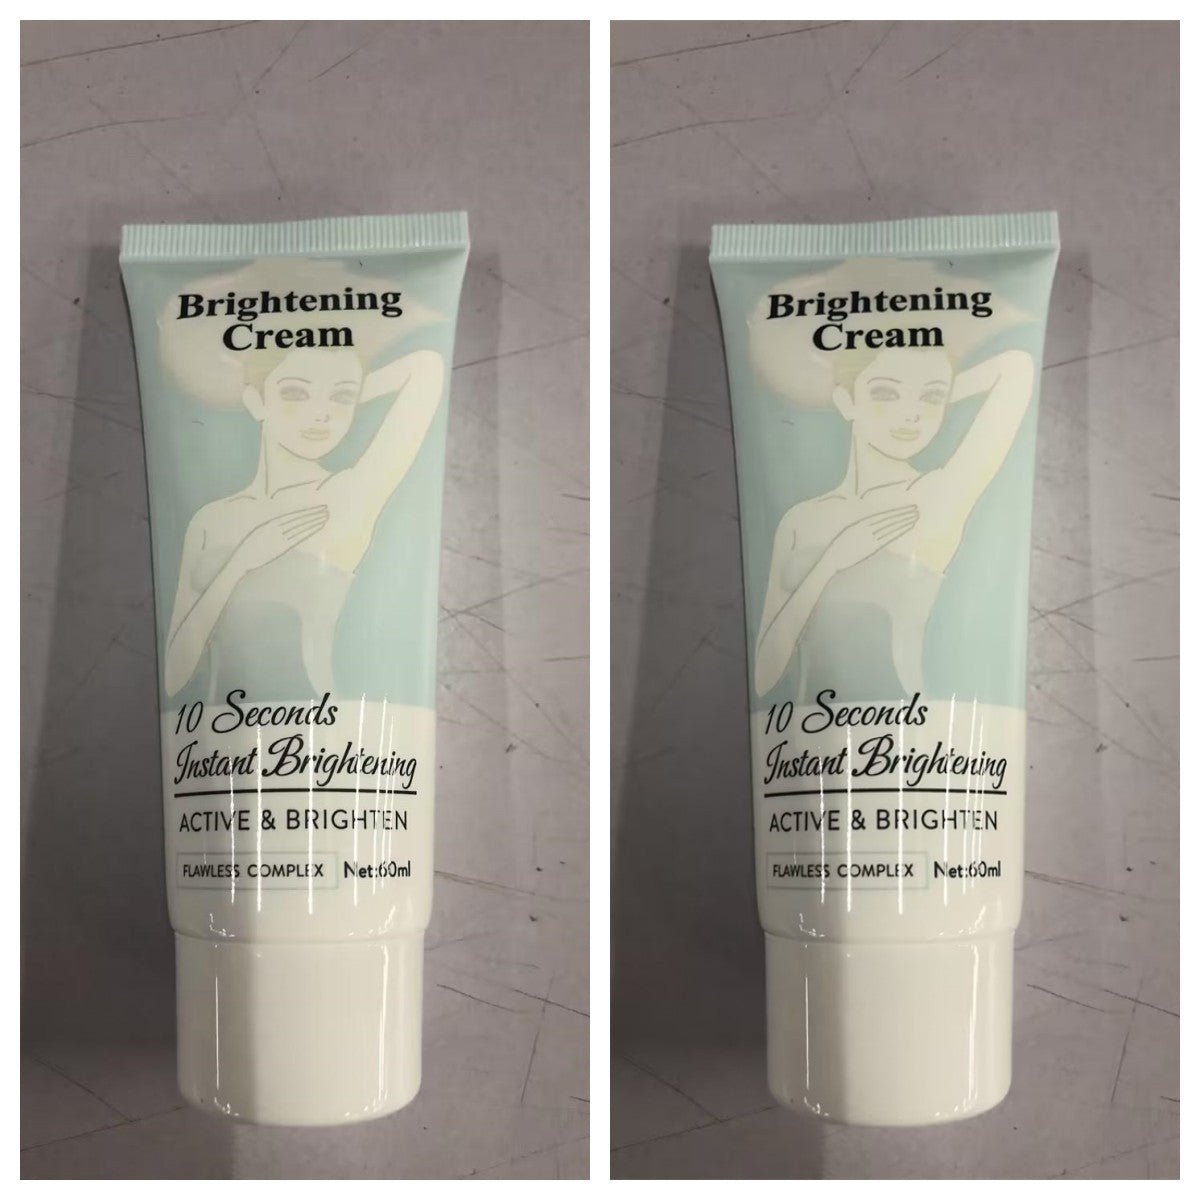 Brightening
Cream
10 Seconds
Instant Brightening
ACTIVE & BRIGHTEN
FLAWLESS COMPLEX Net:60ml
Brightening
Cream
10 Seconds
Instant Brightening
ACTIVE & BRIGHTEN
FLAWLESS COMPLEX Net:60ml